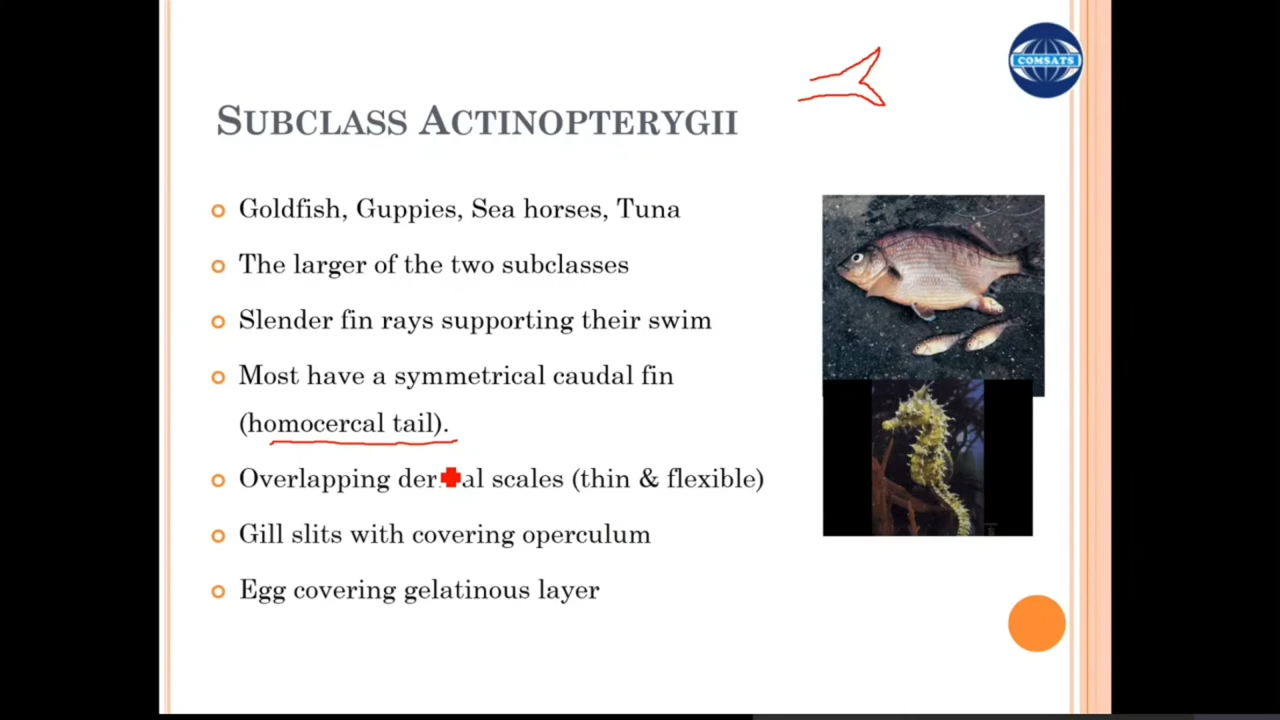 COMSATS
SUBCLASS ACTINOPTERYGII
Goldfish, Guppies, Sea horses, Tuna
The larger of the two subclasses
Slender fin rays supporting their swim
Most have a symmetrical caudal fin
(homocercal tail).
Overlapping dermal scales (thin & flexible)
Gill slits with covering operculum
Egg covering gelatinous layer